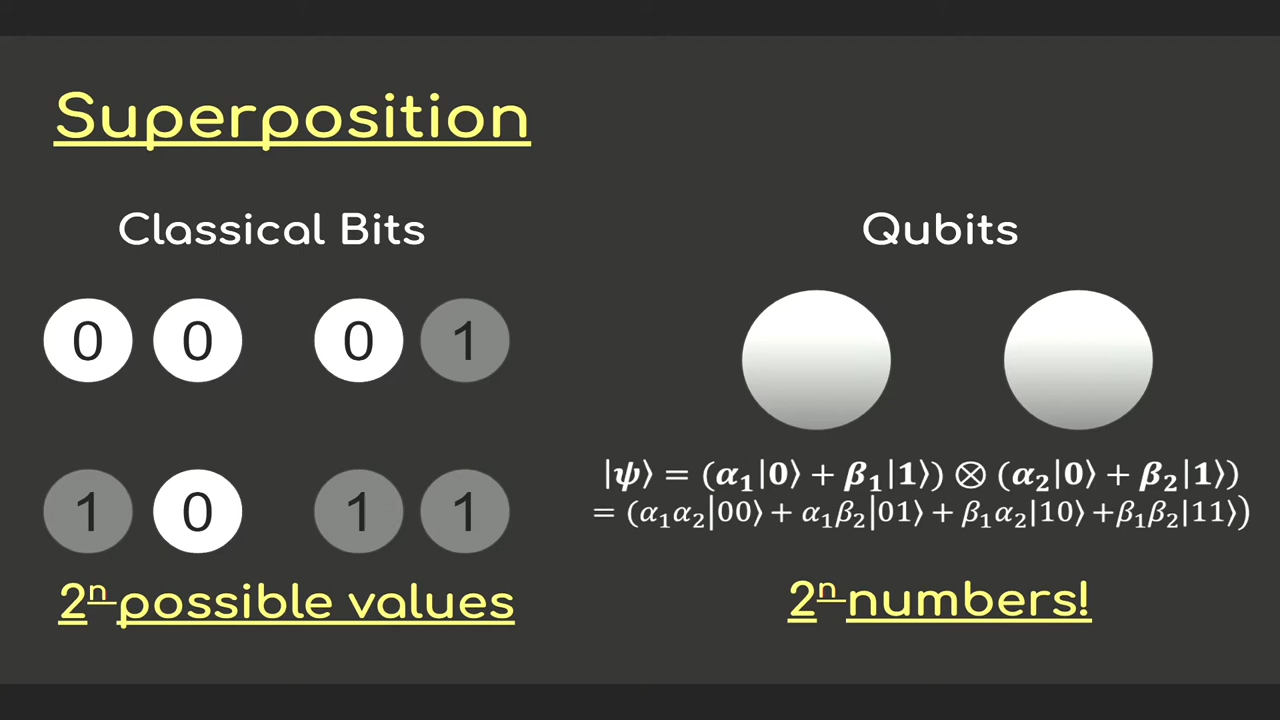 Superposition
Classical Bits
0 0 0 1
1 0 1 1
2ⁿ possible values
Qubits
|ψ⟩ = (α₁|0⟩ + β₁|1⟩) ⊗ (α₂|0⟩ + β₂|1⟩)
= (α₁α₂|00⟩ + α₁β₂|01⟩ + β₁α₂|10⟩ +β₁β₂|11⟩)
2ⁿ numbers!